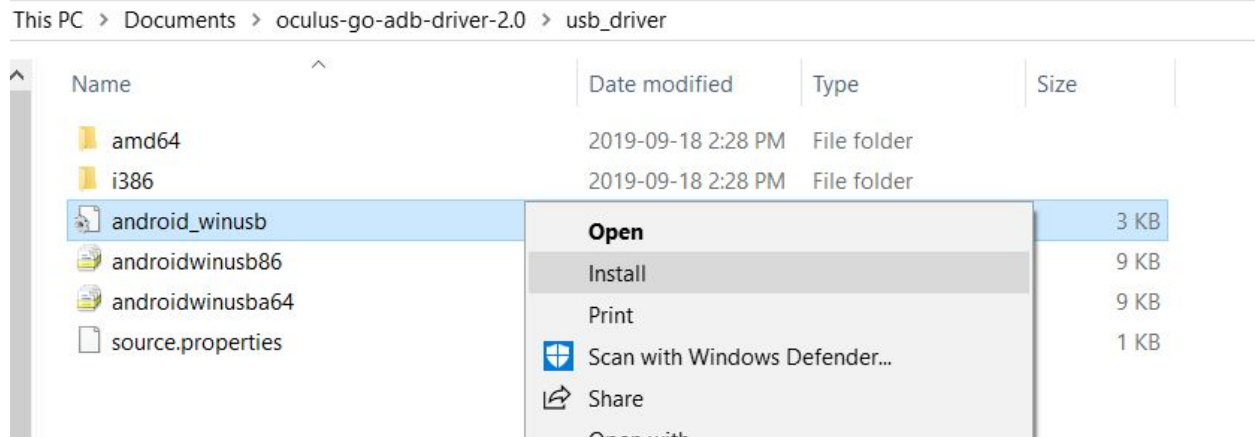 This PC > Documents > oculus-go-adb-driver-2.0 > usb_driver
Name Date modified Type Size
amd64 2019-09-18 2:28 PM File folder
i386 2019-09-18 2:28 PM File folder
android_winusb 3 KB
androidwinusb86 9 KB
androidwinusba64 9 KB
source.properties 1 KB
Open
Install
Print
Scan with Windows Defender...
Share
Open with